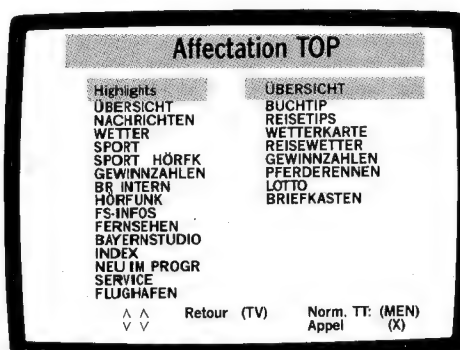 Affectation TOP
Highlights
ÜBERSICHT
NACHRICHTEN
WETTER
SPORT
SPORT HÖRFK
GEWINNZAHLEN
BR INTERN
HÖRFUNK
FS-INFOS
FERNSEHEN
BAYERNSTUDIO
INDEX
NEU IM PROGR
SERVICE
FLUGHAFEN
ÜBERSICHT
BUCHTIP
REISETIPS
WETTERKARTE
REISEWETTER
GEWINNZAHLEN
PFERDERENNEN
LOTTO
BRIEFKASTEN
Retour (TV) Norm. TT: (MEN)
Appel (X)